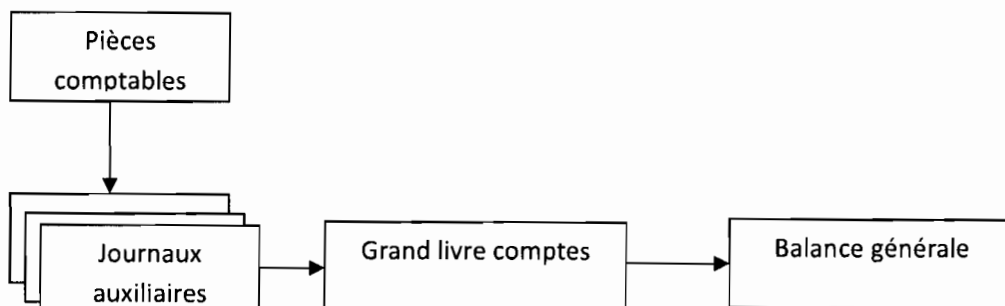 Pièces
comptables
Journaux
auxiliaires
Grand livre comptes
Balance générale